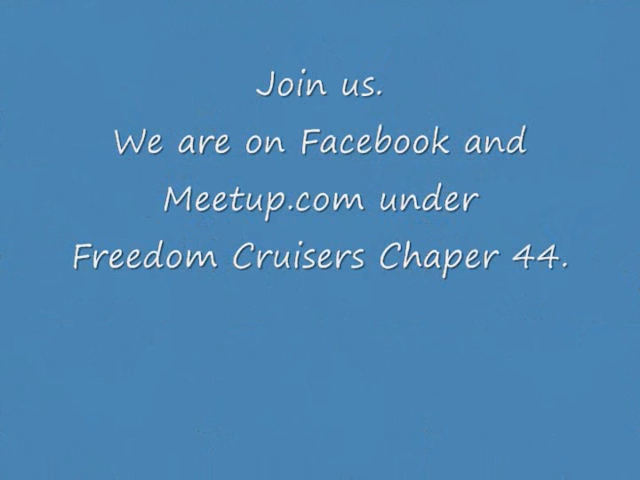 Join us.
We are on Facebook and
Meetup.com under
Freedom Cruisers Chaper 44.